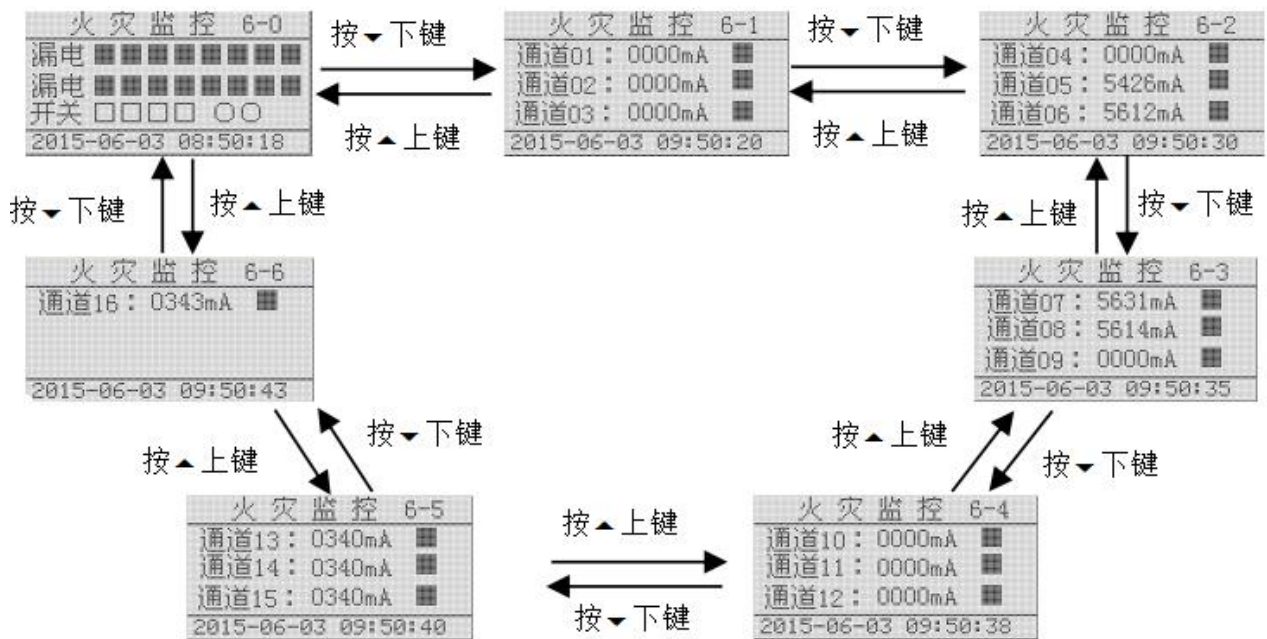 火 灾 监 控 6-0
漏电
漏电
开关
2015-06-03 08:50:18
按▼下键
按▲上键
火 灾 监 控 6-1
通道01：0000mA
通道02：0000mA
通道03：0000mA
2015-06-03 09:50:20
按▼下键
按▲上键
火 灾 监 控 6-2
通道04：0000mA
通道05：5426mA
通道06：5612mA
2015-06-03 09:50:30
按▼下键
按▲上键
按▲上键
按▼下键
火 灾 监 控 6-6
通道16：0343mA
2015-06-03 09:50:43
火 灾 监 控 6-3
通道07：5631mA
通道08：5614mA
通道09：0000mA
2015-06-03 09:50:35
按▲上键
按▼下键
按▲上键
按▼下键
火 灾 监 控 6-5
通道13：0340mA
通道14：0340mA
通道15：0340mA
2015-06-03 09:50:40
按▲上键
按▼下键
火 灾 监 控 6-4
通道10：0000mA
通道11：0000mA
通道12：0000mA
2015-06-03 09:50:38